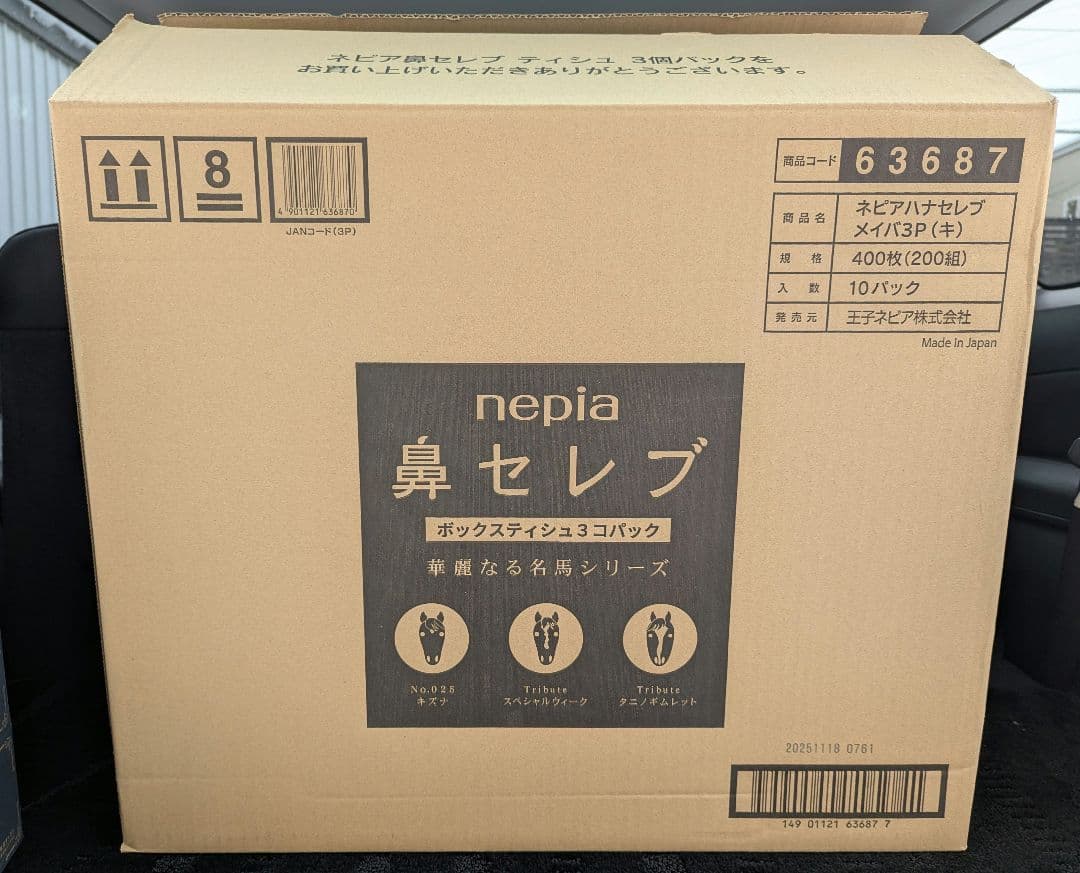 ネピア鼻セレブ ティシュ 3個パックを
お買い上げいただきありがとうございます。
8
4 901121 636870
JANコード(3P)
商品コード 63687
商品名 ネピアハナセレブ
メイバ3P(キ)
規格 400枚(200組)
入数 10パック
発売元 王子ネピア株式会社
Made In Japan
nepia
鼻セレブ
ボックスティシュ3コパック
華麗なる名馬シリーズ
No.025
キズナ
Tribute
スペシャルウィーク
Tribute
タニノギムレット
20251118 0761
149 01121 63687 7